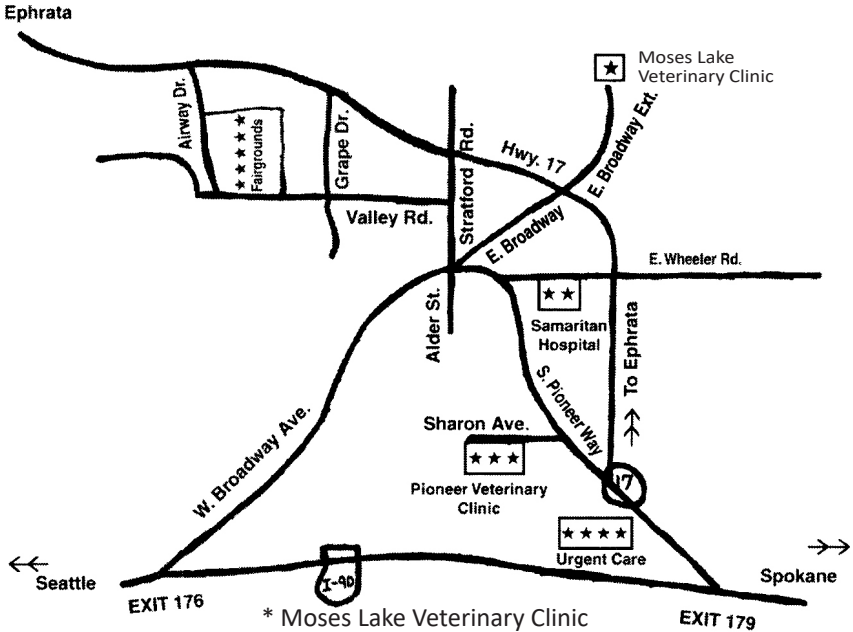 Ephrata
Moses Lake
Veterinary Clinic
Airway Dr.
Fairgrounds
Grape Dr.
Stratford Rd.
Hwy. 17
E. Broadway Ext.
Valley Rd.
E. Broadway
E. Wheeler Rd.
Alder St.
Samaritan
Hospital
To Ephrata
S. Pioneer Way
W. Broadway Ave.
Sharon Ave.
Pioneer Veterinary
Clinic
17
Urgent Care
Seattle
I-90
Spokane
EXIT 176
EXIT 179
* Moses Lake Veterinary Clinic